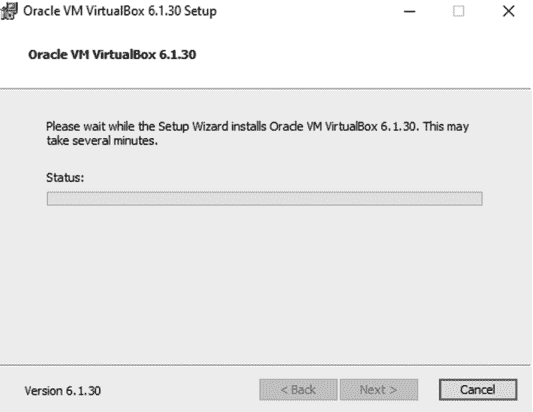 Oracle VM VirtualBox 6.1.30 Setup
Oracle VM VirtualBox 6.1.30
Please wait while the Setup Wizard installs Oracle VM VirtualBox 6.1.30. This may
take several minutes.
Status:
Version 6.1.30
< Back
Next >
Cancel